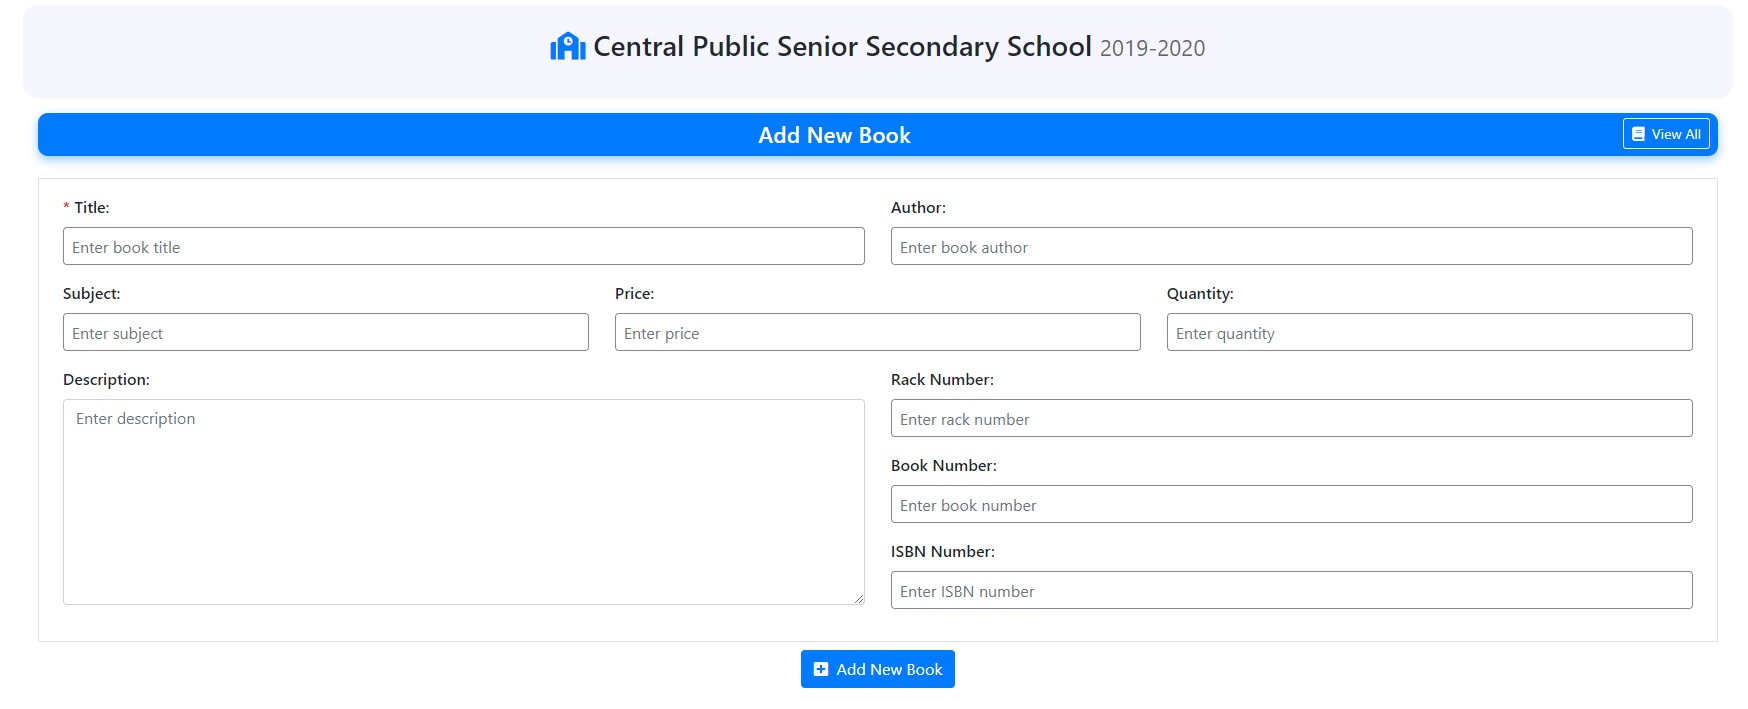 Central Public Senior Secondary School 2019-2020
Add New Book
View All
* Title:
Enter book title
Author:
Enter book author
Subject:
Enter subject
Price:
Enter price
Quantity:
Enter quantity
Description:
Enter description
Rack Number:
Enter rack number
Book Number:
Enter book number
ISBN Number:
Enter ISBN number
Add New Book